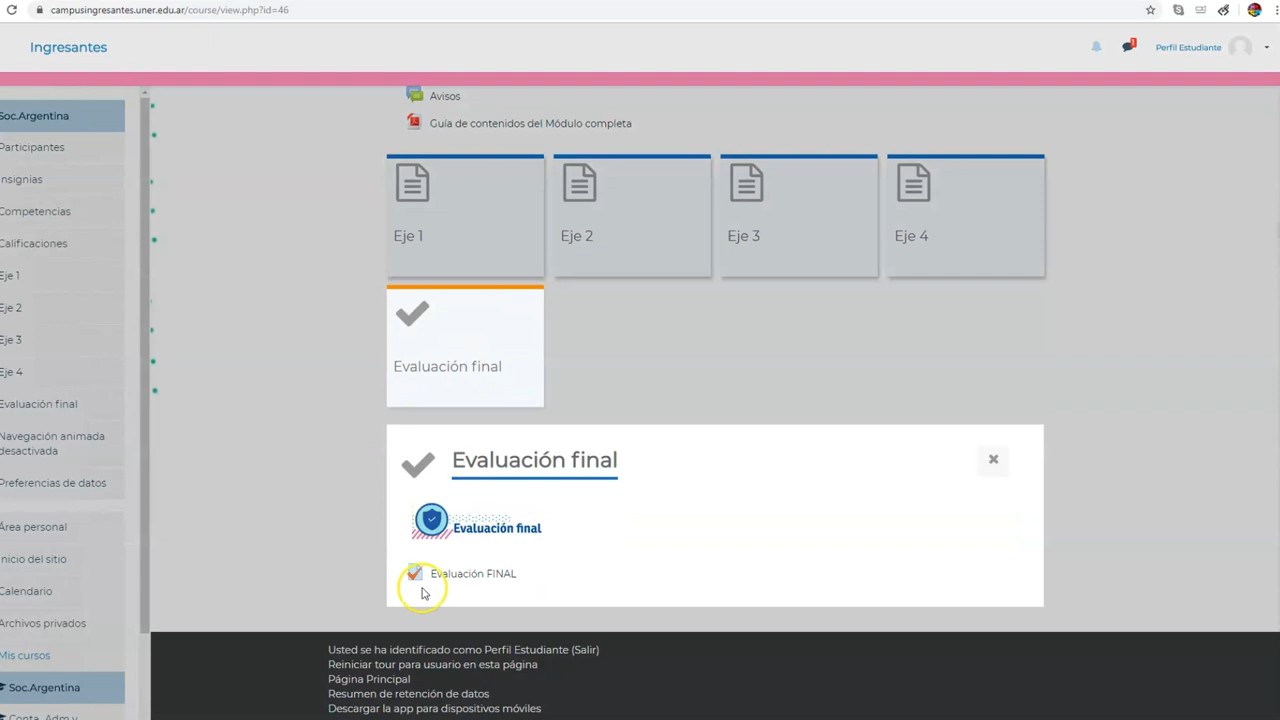 campusingresantes.uner.edu.ar/course/view.php?id=46
Ingresantes
1
Perfil Estudiante
Soc.Argentina
Participantes
Insignias
Competencias
Calificaciones
Eje 1
Eje 2
Eje 3
Eje 4
Evaluación final
Navegación animada
desactivada
Preferencias de datos
Área personal
Inicio del sitio
Calendario
Archivos privados
Mis cursos
Soc.Argentina
Conta. Adm y
Avisos
Guía de contenidos del Módulo completa
Eje 1
Eje 2
Eje 3
Eje 4
Evaluación final
Evaluación final
Evaluación final
Evaluación FINAL
Usted se ha identificado como Perfil Estudiante (Salir)
Reiniciar tour para usuario en esta página
Página Principal
Resumen de retención de datos
Descargar la app para dispositivos móviles